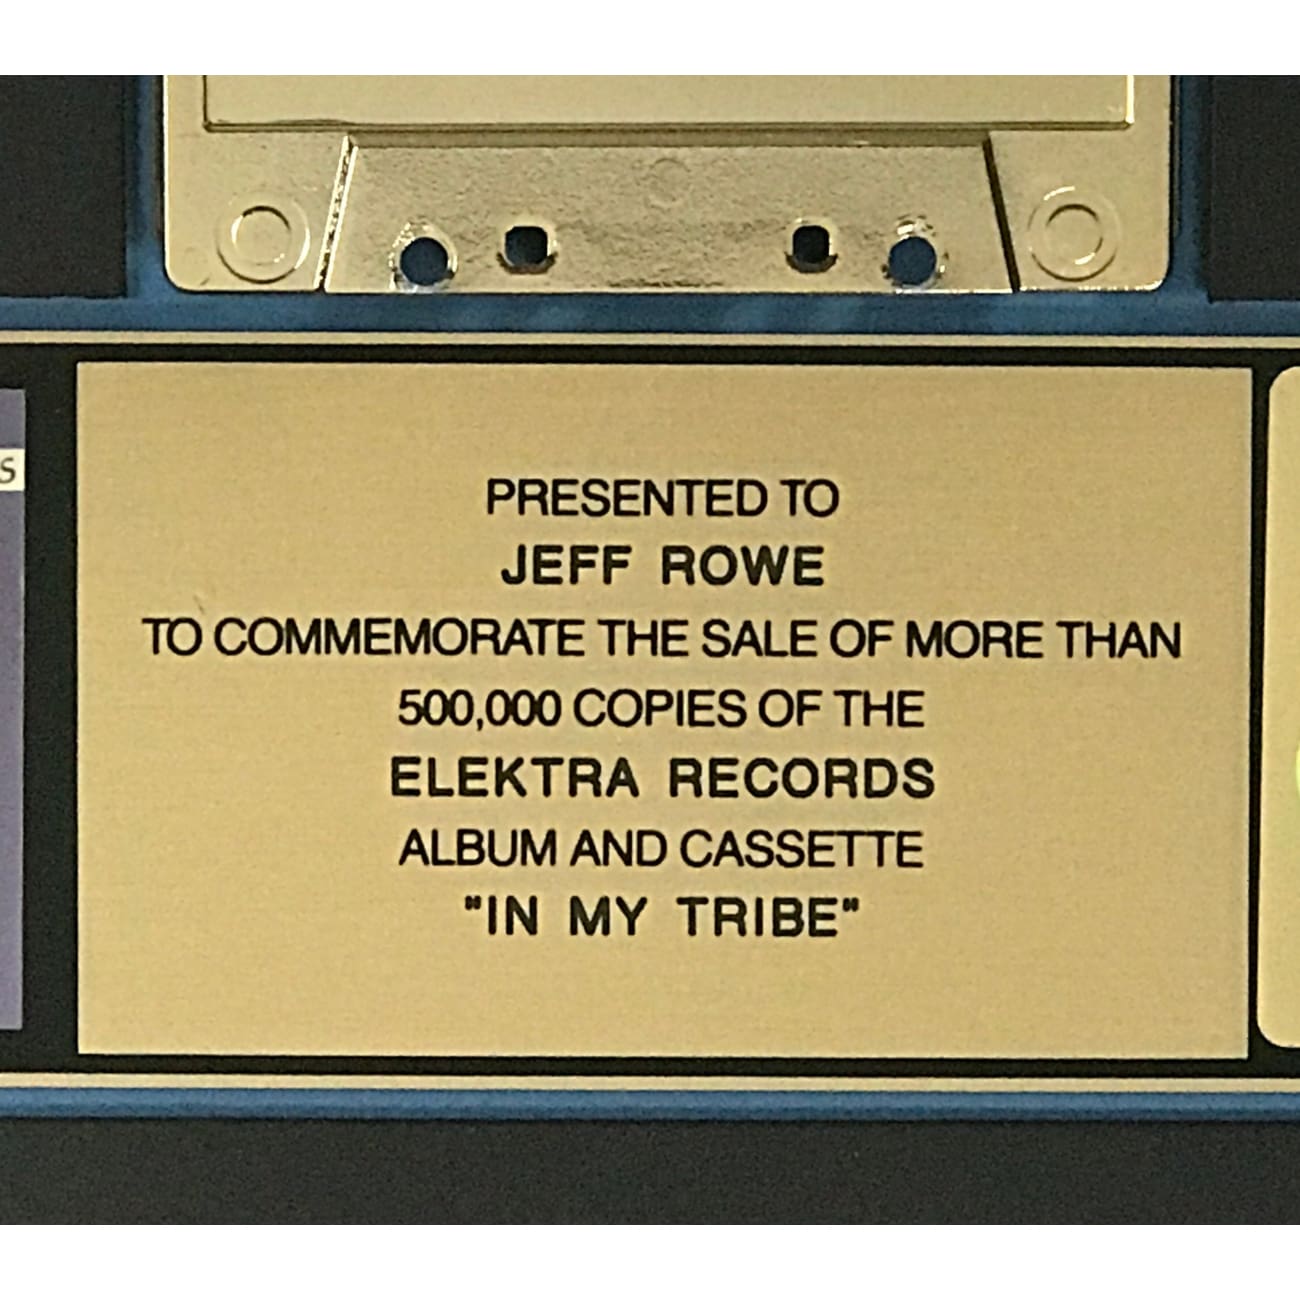 S
PRESENTED TO
JEFF ROWE
TO COMMEMORATE THE SALE OF MORE THAN
500,000 COPIES OF THE
ELEKTRA RECORDS
ALBUM AND CASSETTE
"IN MY TRIBE"